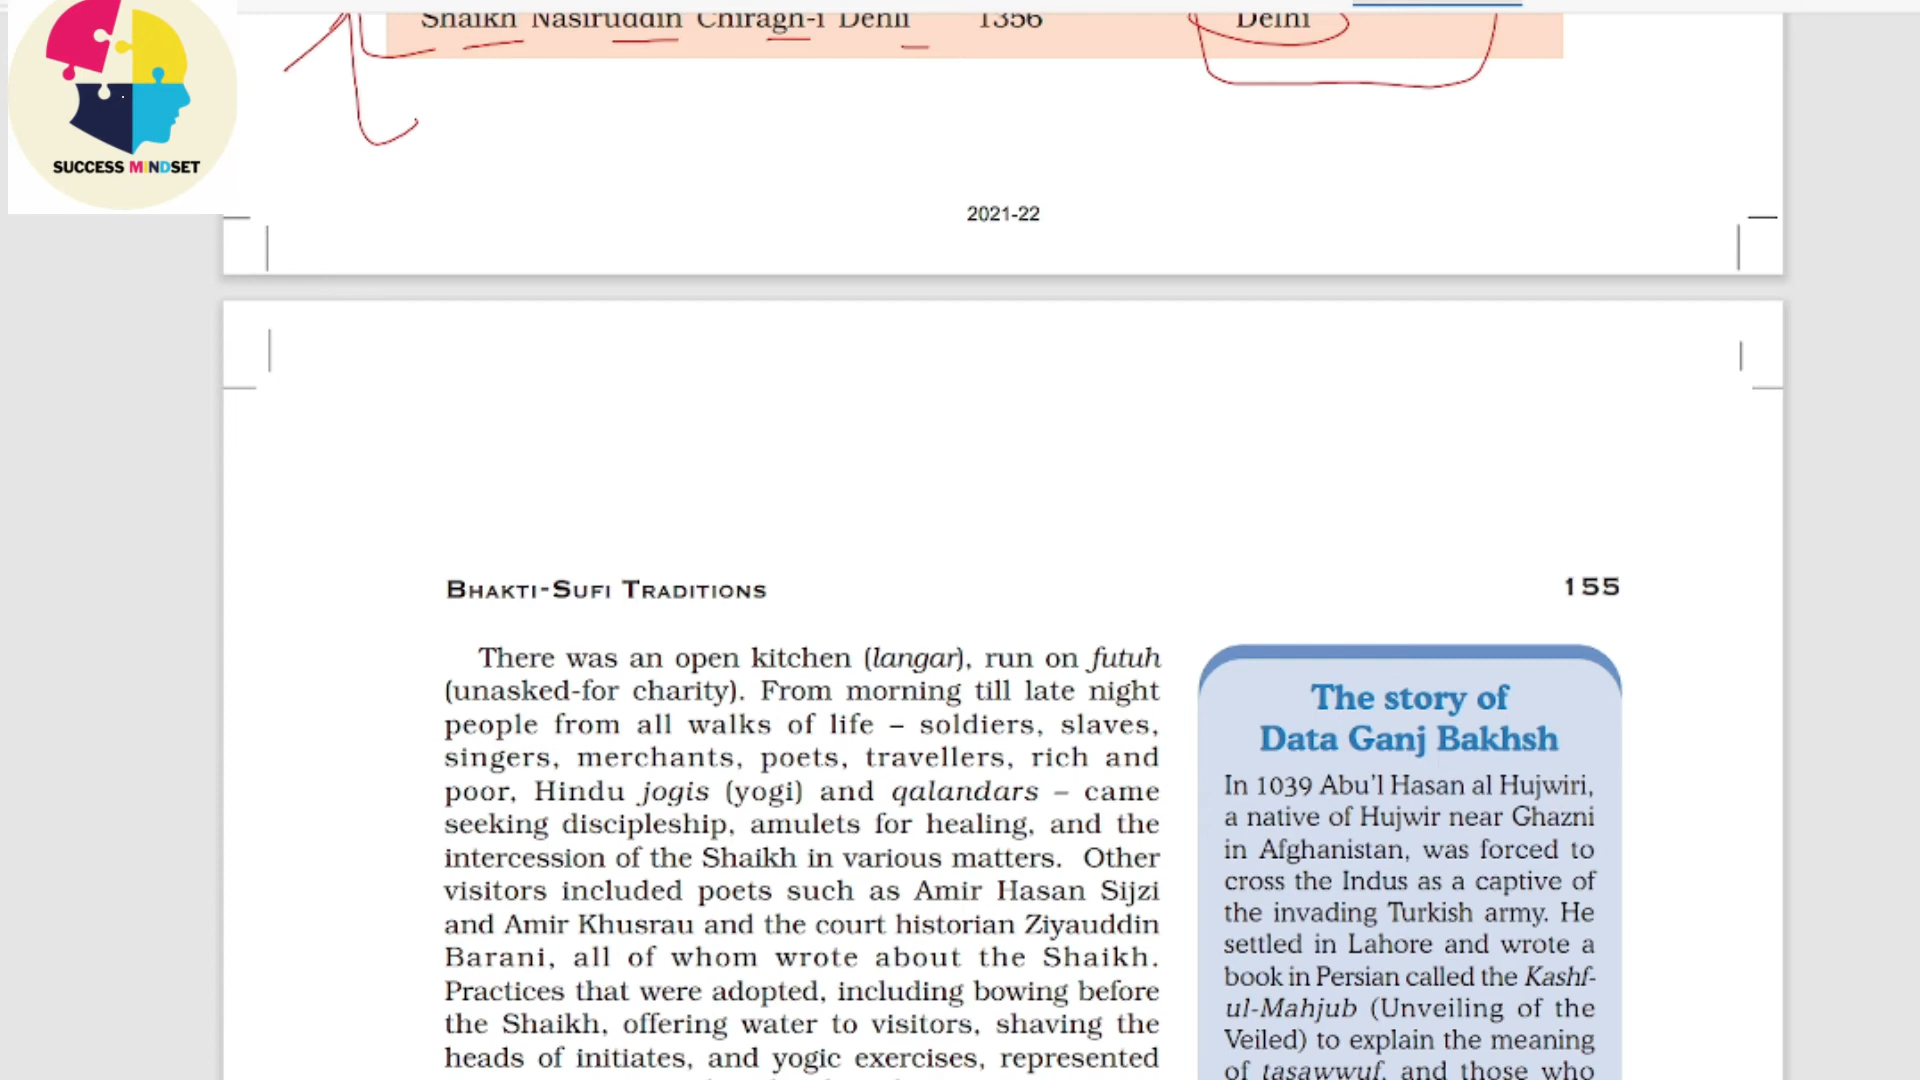 Shaikh Nasiruddin Chiragh-i Dehli 1356 Delhi
SUCCESS MINDSET
2021-22
BHAKTI-SUFI TRADITIONS 155
There was an open kitchen (langar), run on futuh
(unasked-for charity). From morning till late night
people from all walks of life – soldiers, slaves,
singers, merchants, poets, travellers, rich and
poor, Hindu jogis (yogi) and qalandars – came
seeking discipleship, amulets for healing, and the
intercession of the Shaikh in various matters. Other
visitors included poets such as Amir Hasan Sijzi
and Amir Khusrau and the court historian Ziyauddin
Barani, all of whom wrote about the Shaikh.
Practices that were adopted, including bowing before
the Shaikh, offering water to visitors, shaving the
heads of initiates, and yogic exercises, represented
The story of
Data Ganj Bakhsh
In 1039 Abu’l Hasan al Hujwiri,
a native of Hujwir near Ghazni
in Afghanistan, was forced to
cross the Indus as a captive of
the invading Turkish army. He
settled in Lahore and wrote a
book in Persian called the Kashf-
ul-Mahjub (Unveiling of the
Veiled) to explain the meaning
of tasawwuf, and those who